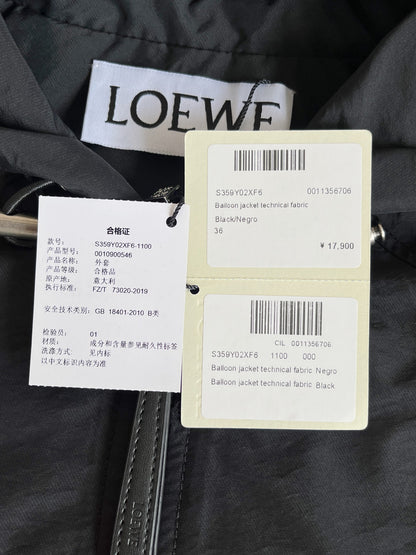 LOEWE
合格证
款号: S359Y02XF6-1100
产品型号: 0010900546
产品名称: 外套
产品等级: 合格品
原产地: 意大利
执行标准: FZ/T 73020-2019
安全技术类别: GB 18401-2010 B类
检验员: 01
材质: 成分和含量参见耐久性标签
洗涤方式: 见内标
以中文标识内容为准
S359Y02XF6 0011356706
Balloon jacket technical fabric
Black/Negro
36
¥ 17,900
CIL 0011356706
S359Y02XF6 1100 000
Balloon jacket technical fabric Negro
Balloon jacket technical fabric Black
LOEWE